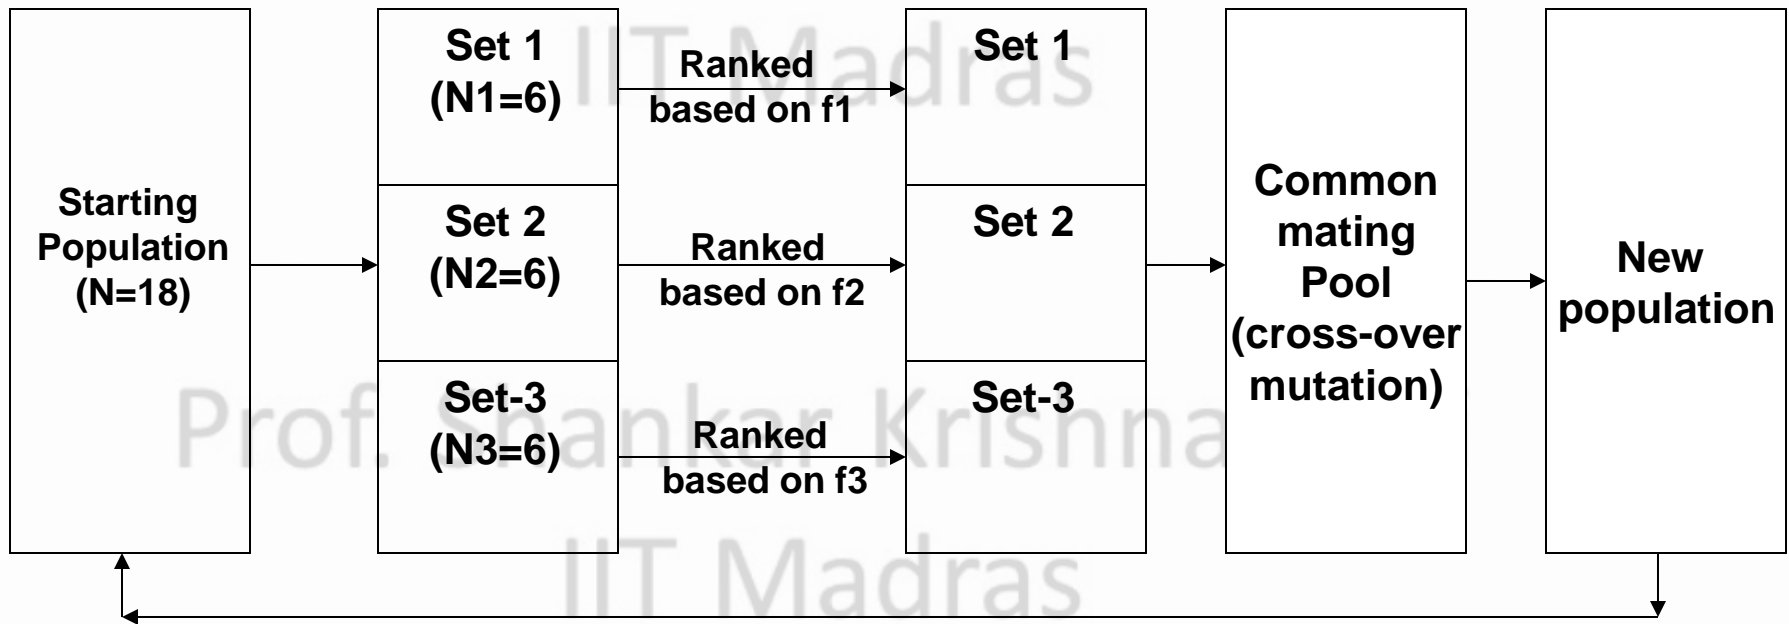 Starting
Population
(N=18)
Set 1
(N1=6)
Set 2
(N2=6)
Set-3
(N3=6)
Ranked
based on f1
Ranked
based on f2
Ranked
based on f3
Set 1
Set 2
Set-3
Common
mating
Pool
(cross-over
mutation)
New
population
IIT Madras
Prof. Shankar Krishna
IIT Madras